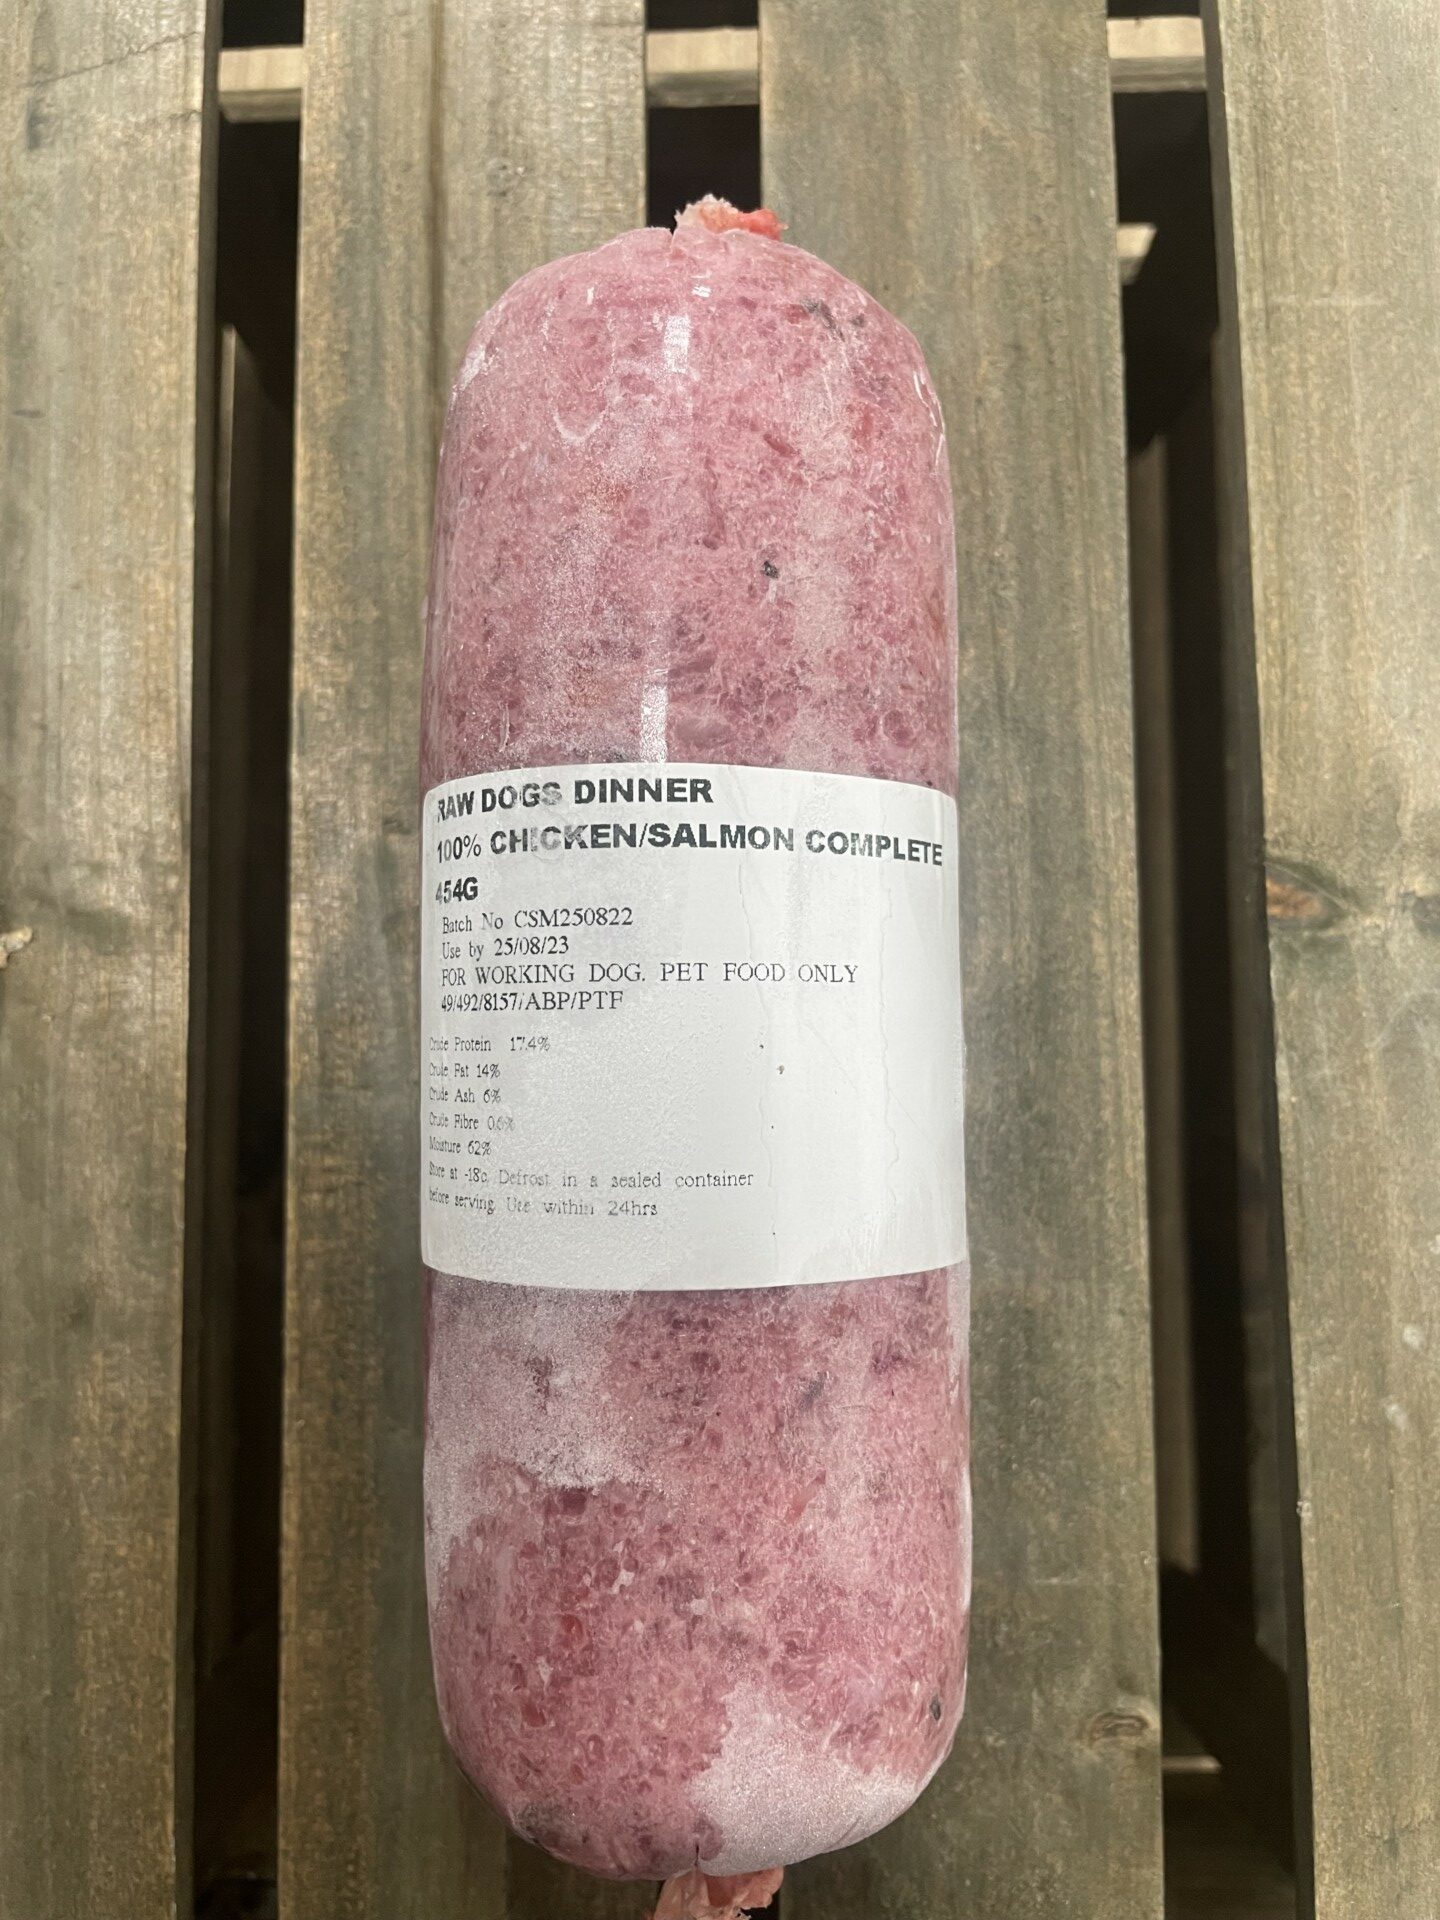 RAW DOGS DINNER
100% CHICKEN/SALMON COMPLETE
454G
Batch No CSM250822
Use by 25/08/23
FOR WORKING DOG. PET FOOD ONLY
49/492/8157/ABP/PTF
Crude Protein 17.4%
Crude Fat 14%
Crude Ash 6%
Crude Fibre 0.6%
Moisture 62%
Store at -18c. Defrost in a sealed container
before serving. Use within 24hrs